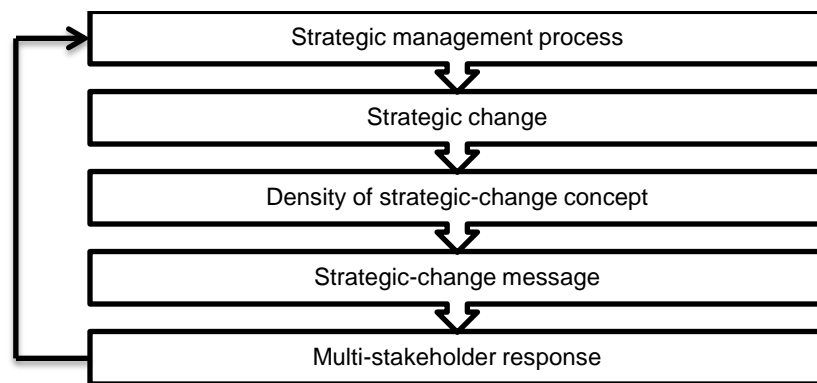 Strategic management process
Strategic change
Density of strategic-change concept
Strategic-change message
Multi-stakeholder response